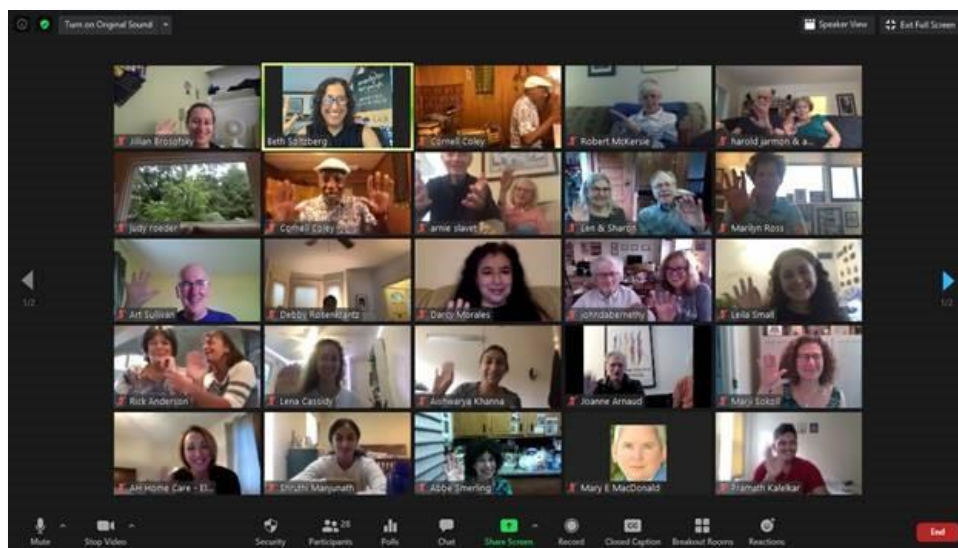 Turn on Original Sound
Speaker View
Exit Full Screen
Jillian Brosofsky
Beth Soltzberg
Cornell Coley
Robert McKersie
harold jarmon & a...
judy roeder
Cornell Coley
arnie slavet
Len & Sharon
Marilyn Ross
1/2
1/2
Art Sullivan
Debby Rosenkrantz
Darcy Morales
johndabernethy
Leila Small
Rick Anderson
Lena Cassidy
Aishwarya Khanna
Joanne Arnaud
Marji Sokoll
AH Home Care - El...
Shruthi Manjunath
Abbe Smerling
Mary E MacDonald
Pramath Kalelkar
Mute
Stop Video
Security
Participants
28
Polls
Chat
Share Screen
Record
CC
Closed Caption
Breakout Rooms
Reactions
End